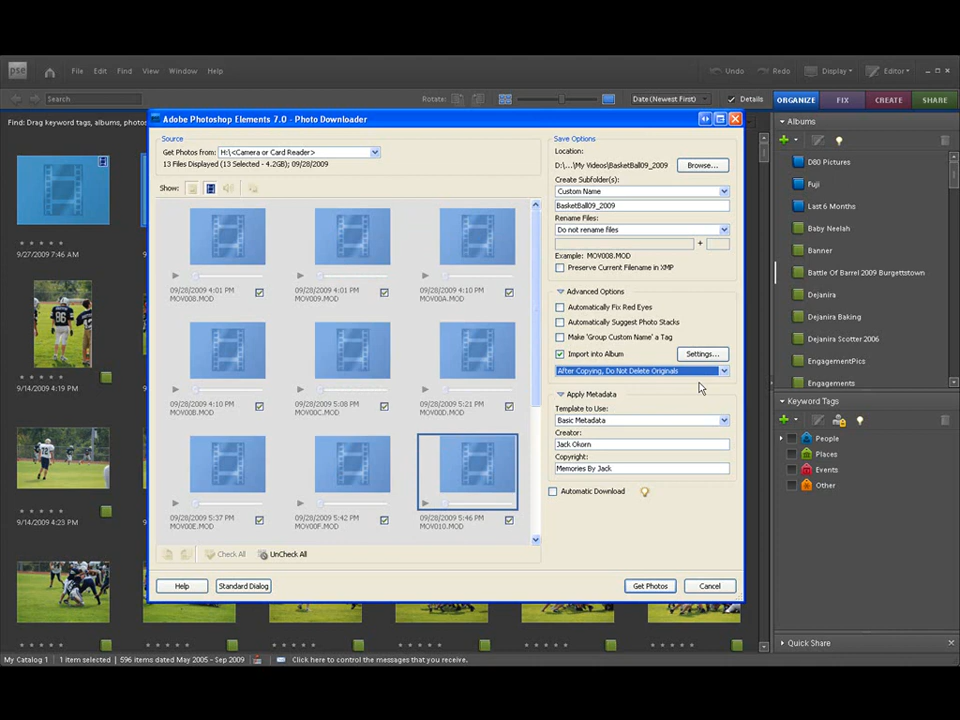 pse File Edit Find View Window Help Undo Redo Display Editor
Search Rotate: Date (Newest First) Details ORGANIZE FIX CREATE SHARE
Find: Drag keyword tags, albums, photos
Adobe Photoshop Elements 7.0 - Photo Downloader
Source
Get Photos from: H:\<Camera or Card Reader>
13 Files Displayed (13 Selected - 4.2GB); 09/28/2009
Show:
09/28/2009 4:01 PM
MOV008.MOD
09/28/2009 4:01 PM
MOV009.MOD
09/28/2009 4:10 PM
MOV00A.MOD
09/28/2009 4:10 PM
MOV00B.MOD
09/28/2009 5:08 PM
MOV00C.MOD
09/28/2009 5:21 PM
MOV00D.MOD
09/28/2009 5:37 PM
MOV00E.MOD
09/28/2009 5:42 PM
MOV00F.MOD
09/28/2009 5:46 PM
MOV010.MOD
Check All UnCheck All
Help Standard Dialog Get Photos Cancel
Save Options
Location:
D:\...\My Videos\BasketBall09_2009 Browse...
Create Subfolder(s):
Custom Name
BasketBall09_2009
Rename Files:
Do not rename files
+
Example: MOV008.MOD
Preserve Current Filename in XMP
Advanced Options
Automatically Fix Red Eyes
Automatically Suggest Photo Stacks
Make 'Group Custom Name' a Tag
Import into Album Settings...
After Copying, Do Not Delete Originals
Apply Metadata
Template to Use:
Basic Metadata
Creator:
Jack Okorn
Copyright:
Memories By Jack
Automatic Download
9/27/2009 7:46 AM
9/14/2009 4:19 PM
9/14/2009 4:23 PM
Albums
D80 Pictures
Fuji
Last 6 Months
Baby Neelah
Banner
Battle Of Barrel 2009 Burgettstown
Dejanira
Dejanira Baking
Dejanira Scotter 2006
EngagementPics
Engagements
Keyword Tags
People
Places
Events
Other
Quick Share
My Catalog 1 1 item selected 596 items dated May 2005 - Sep 2009 Click here to control the messages that you receive.